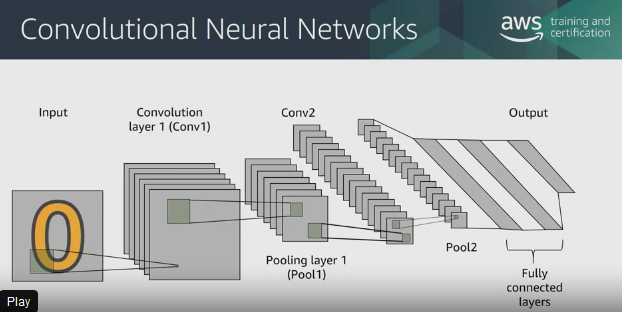 Convolutional Neural Networks
aws training and
certification
Input
Convolution
layer 1 (Conv1)
Conv2
Output
0
Pooling layer 1
(Pool1)
Pool2
Fully
connected
layers
Play